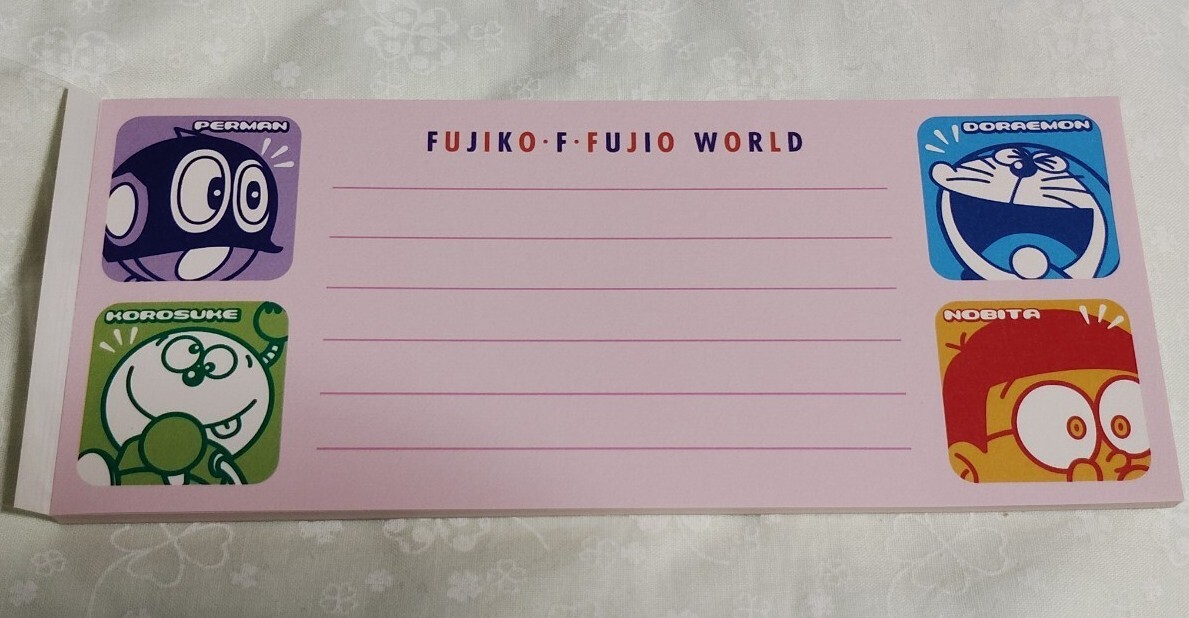 PERMAN
FUJIKO·F·FUJIO WORLD
DORAEMON
KOROSUKE
NOBITA